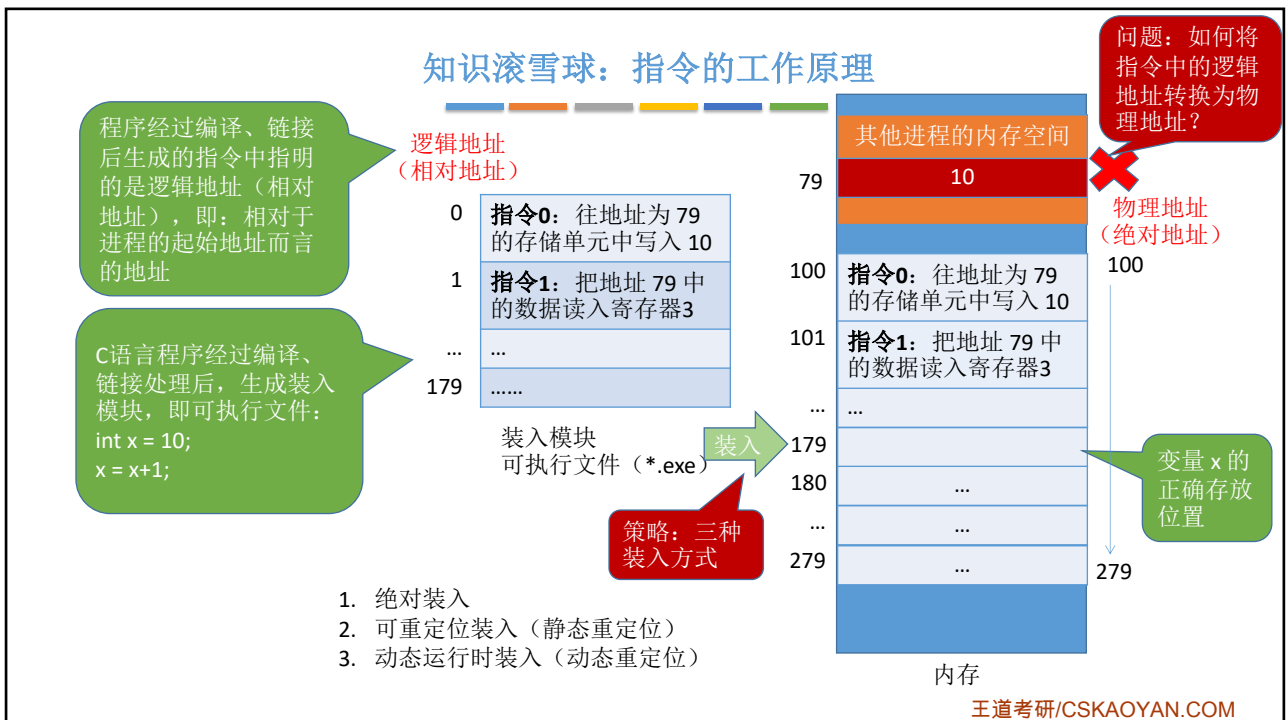 知识滚雪球：指令的工作原理
问题：如何将
指令中的逻辑
地址转换为物
理地址？
程序经过编译、链接
后生成的指令中指明
的是逻辑地址（相对
地址），即：相对于
进程的起始地址而言
的地址
逻辑地址
（相对地址）
0
指令0：往地址为 79
的存储单元中写入 10
1
指令1：把地址 79 中
的数据读入寄存器3
...
...
179
......
C语言程序经过编译、
链接处理后，生成装入
模块，即可执行文件：
int x = 10;
x = x+1;
装入模块
可执行文件（*.exe）
装入
策略：三种
装入方式
其他进程的内存空间
79
10
物理地址
（绝对地址）
100
指令0：往地址为 79
的存储单元中写入 10
100
101
指令1：把地址 79 中
的数据读入寄存器3
...
...
179
180
...
...
...
279
...
279
变量 x 的
正确存放
位置
1. 绝对装入
2. 可重定位装入（静态重定位）
3. 动态运行时装入（动态重定位）
内存
王道考研/CSKAOYAN.COM